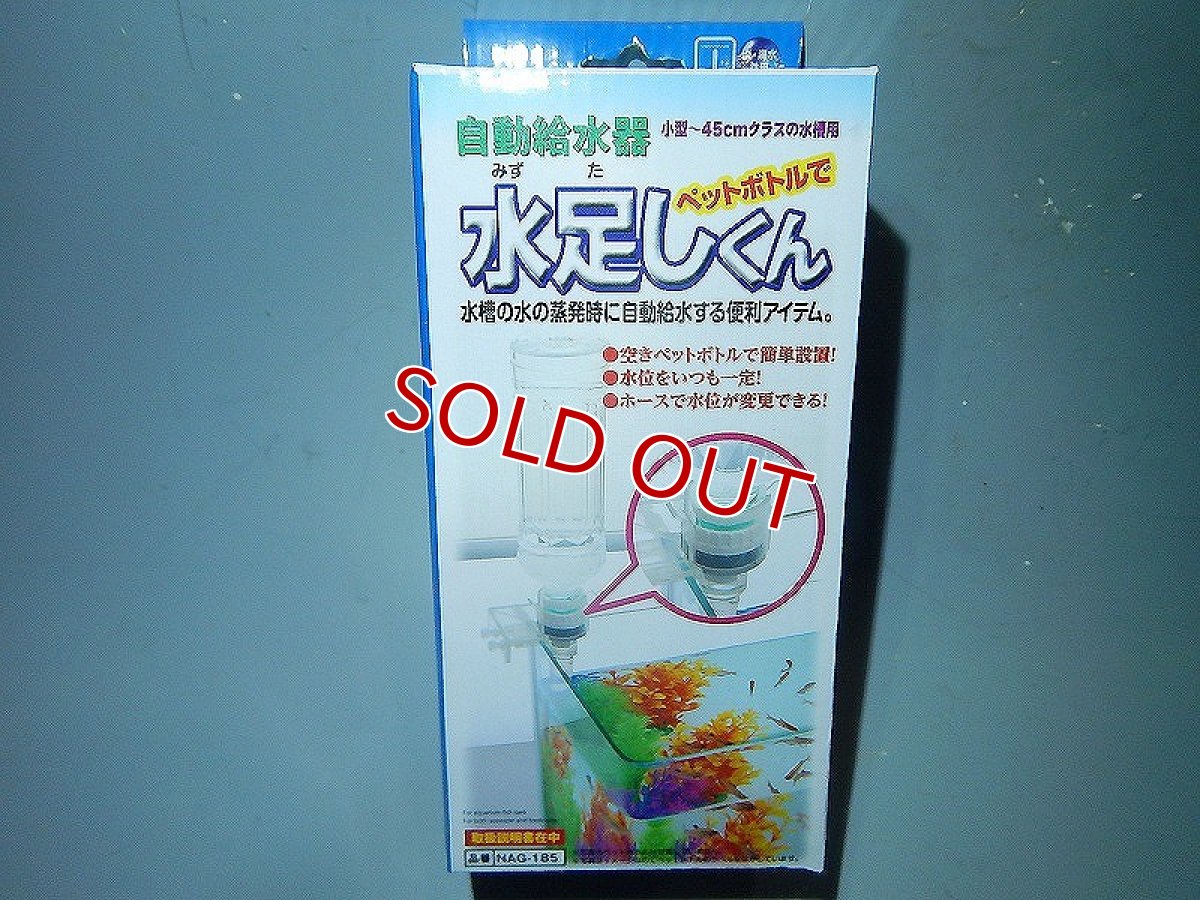 自動給水器
小型～45cmクラスの水槽用
ペットボトルで
みず た
水足しくん
水槽の水の蒸発時に自動給水する便利アイテム。
●空きペットボトルで簡単設置!
●水位をいつも一定!
●ホースで水位が変更できる!
SOLD OUT
For aquarium fish tank
取扱説明書在中
品番 NAG-185